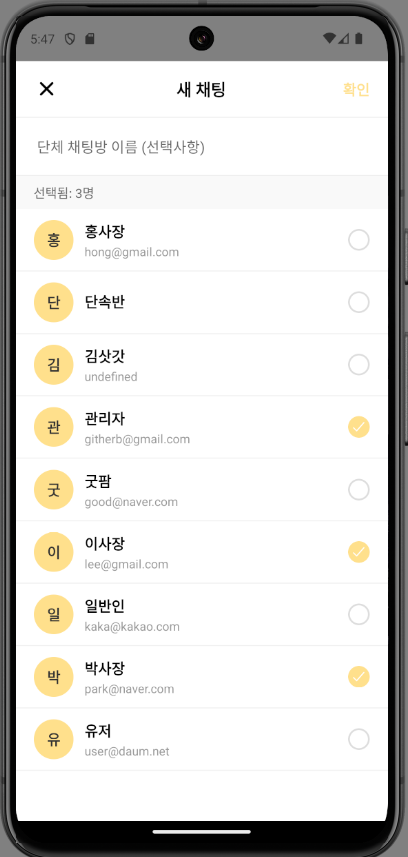 5:47
새 채팅
확인
단체 채팅방 이름 (선택사항)
선택됨: 3명
홍
홍사장
hong@gmail.com
단
단속반
김
김삿갓
undefined
관
관리자
githerb@gmail.com
굿
굿팜
good@naver.com
이
이사장
lee@gmail.com
일
일반인
kaka@kakao.com
박
박사장
park@naver.com
유
유저
user@daum.net